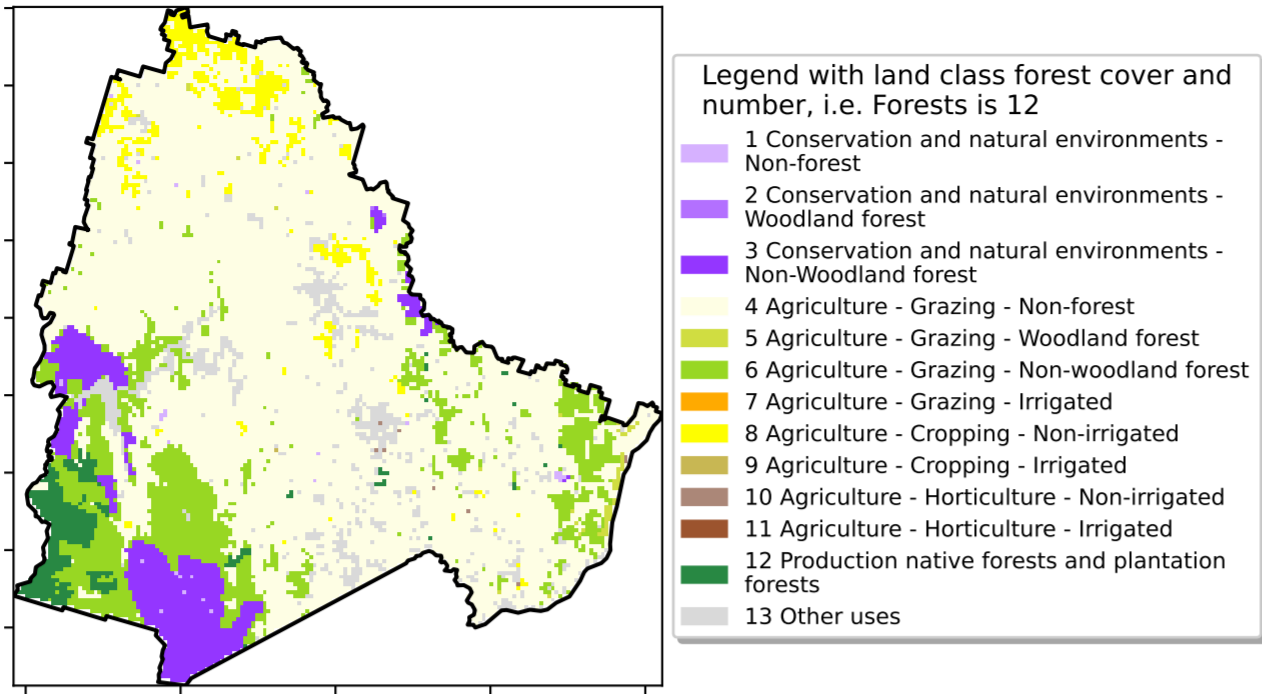 Legend with land class forest cover and
number, i.e. Forests is 12
1 Conservation and natural environments -
Non-forest
2 Conservation and natural environments -
Woodland forest
3 Conservation and natural environments -
Non-Woodland forest
4 Agriculture - Grazing - Non-forest
5 Agriculture - Grazing - Woodland forest
6 Agriculture - Grazing - Non-woodland forest
7 Agriculture - Grazing - Irrigated
8 Agriculture - Cropping - Non-irrigated
9 Agriculture - Cropping - Irrigated
10 Agriculture - Horticulture - Non-irrigated
11 Agriculture - Horticulture - Irrigated
12 Production native forests and plantation
forests
13 Other uses